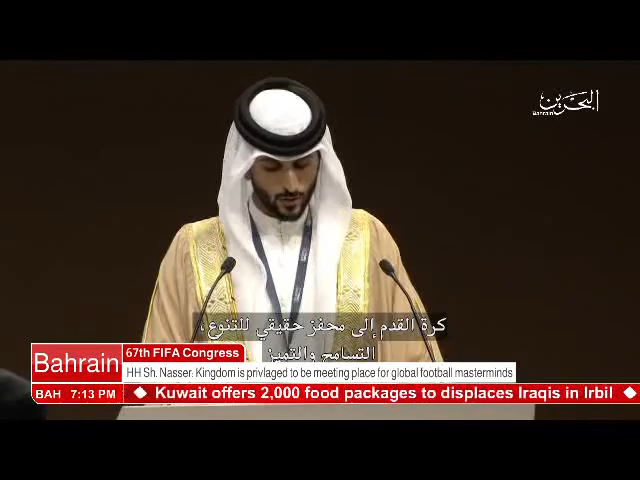 البحرين
Bahrain
كرة القدم إلى محفز حقيقي للتنوع،
التسامح والتميز
Bahrain
67th FIFA Congress
HH Sh. Nasser: Kingdom is privlaged to be meeting place for global football masterminds
BAH 7:13 PM
Kuwait offers 2,000 food packages to displaces Iraqis in Irbil